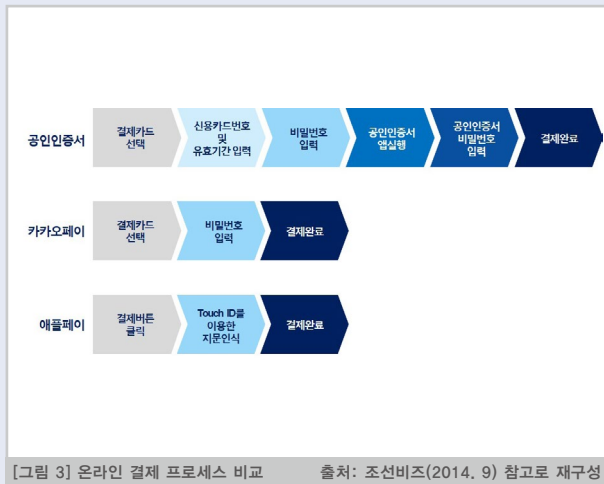 공인인증서
결제카드
선택
신용카드번호
및
유효기간 입력
비밀번호
입력
공인인증서
앱실행
공인인증서
비밀번호
입력
결제완료
카카오페이
결제카드
선택
비밀번호
입력
결제완료
애플페이
결제버튼
클릭
Touch ID를
이용한
지문인식
결제완료
[그림 3] 온라인 결제 프로세스 비교 출처: 조선비즈(2014. 9) 참고로 재구성